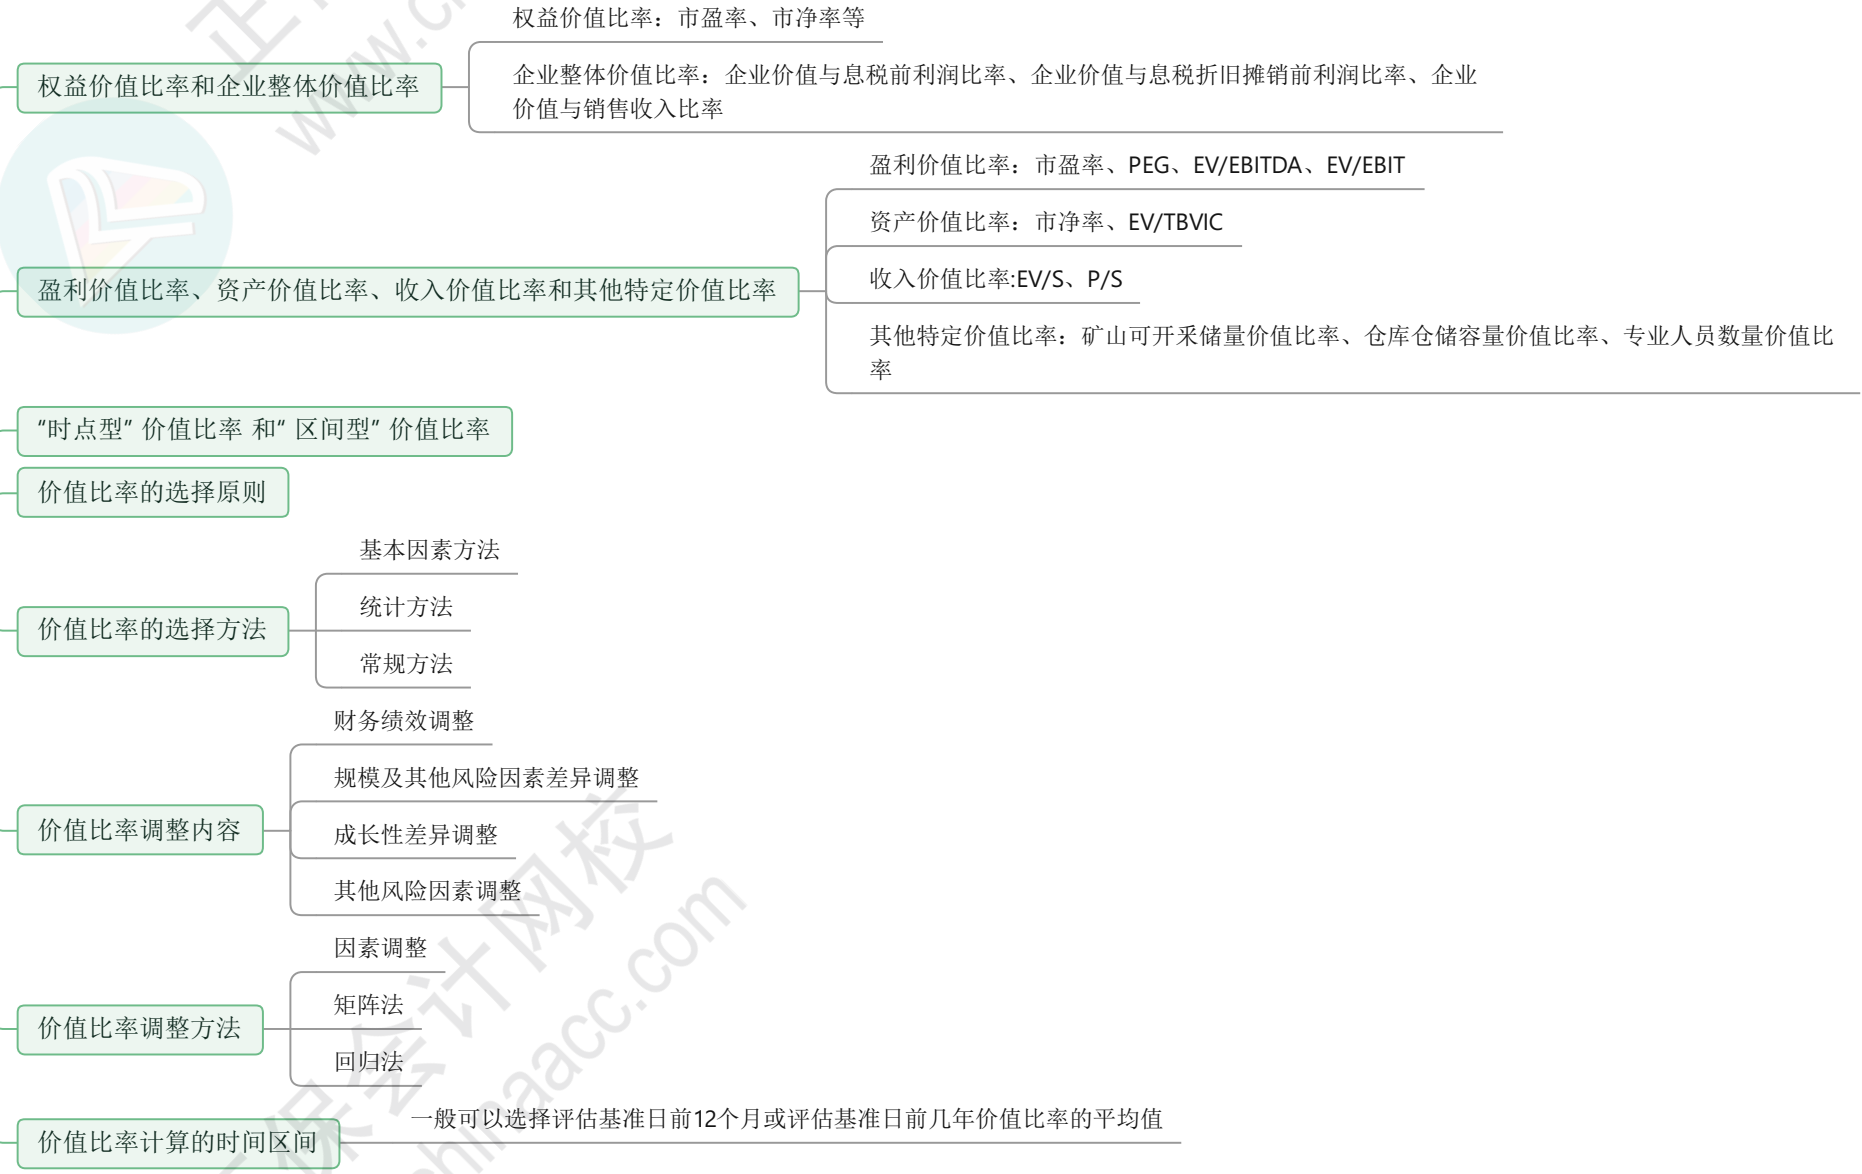 权益价值比率：市盈率、市净率等
权益价值比率和企业整体价值比率
企业整体价值比率：企业价值与息税前利润比率、企业价值与息税折旧摊销前利润比率、企业
价值与销售收入比率
盈利价值比率：市盈率、PEG、EV/EBITDA、EV/EBIT
资产价值比率：市净率、EV/TBVIC
盈利价值比率、资产价值比率、收入价值比率和其他特定价值比率
收入价值比率:EV/S、P/S
其他特定价值比率：矿山可开采储量价值比率、仓库仓储容量价值比率、专业人员数量价值比
率
“时点型” 价值比率 和“ 区间型” 价值比率
价值比率的选择原则
价值比率的选择方法
基本因素方法
统计方法
常规方法
价值比率调整内容
财务绩效调整
规模及其他风险因素差异调整
成长性差异调整
其他风险因素调整
价值比率调整方法
因素调整
矩阵法
回归法
价值比率计算的时间区间
一般可以选择评估基准日前12个月或评估基准日前几年价值比率的平均值
保会计网校
chinaacc.com
正
www.c